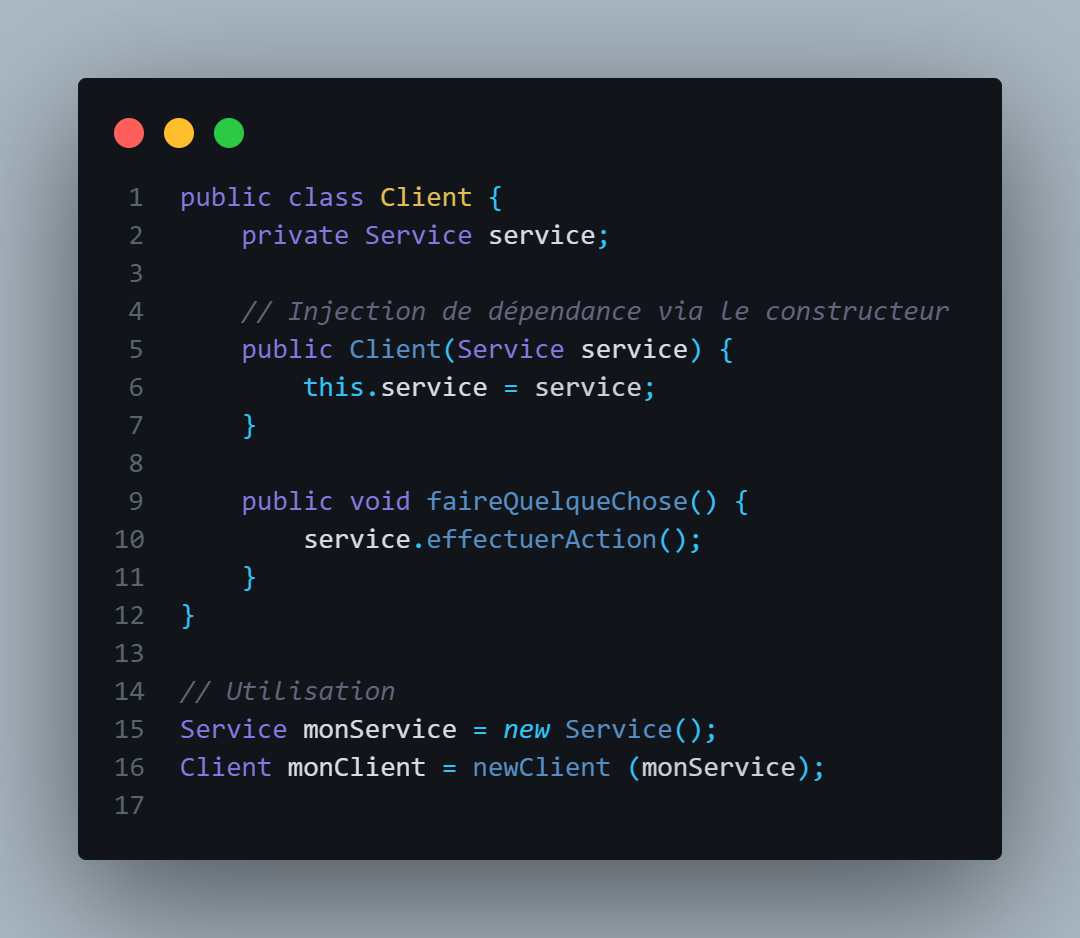 1 public class Client {
2 private Service service;
3
4 // Injection de dépendance via le constructeur
5 public Client(Service service) {
6 this.service = service;
7 }
8
9 public void faireQuelqueChose() {
10 service.effectuerAction();
11 }
12 }
13
14 // Utilisation
15 Service monService = new Service();
16 Client monClient = newClient (monService);
17